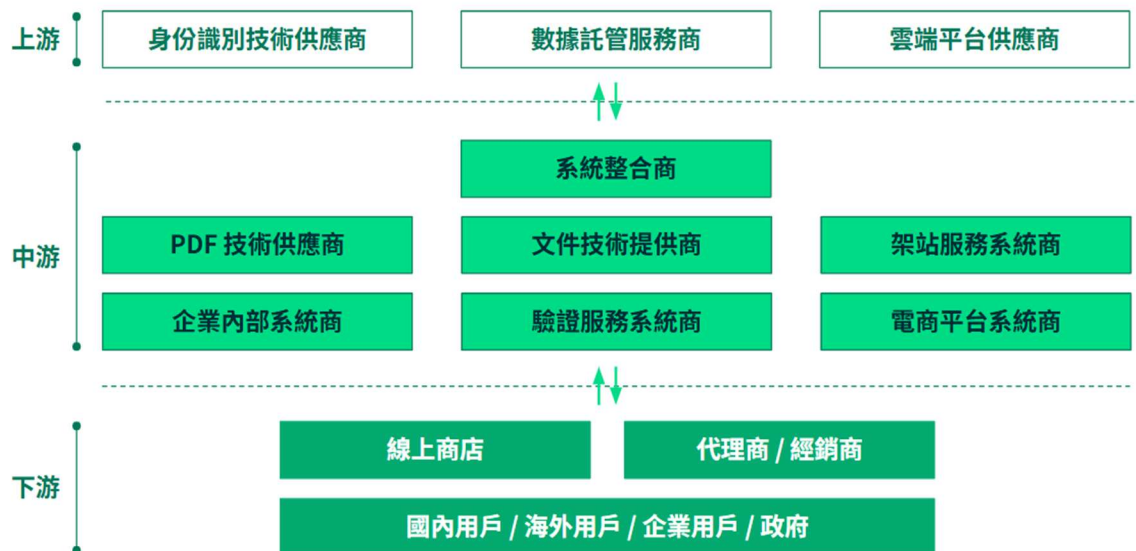 上游
身份識別技術供應商
數據託管服務商
雲端平台供應商
中游
系統整合商
PDF 技術供應商
文件技術提供商
架站服務系統商
企業內部系統商
驗證服務系統商
電商平台系統商
下游
線上商店
代理商 / 經銷商
國內用戶 / 海外用戶 / 企業用戶 / 政府